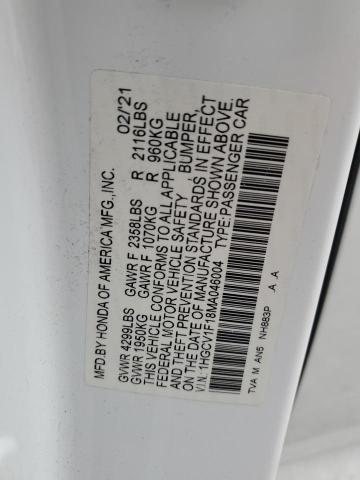 MFD BY HONDA OF AMERICA MFG.,INC. 02/'21
GVWR 4299LBS GAWR F 2358LBS R 2116LBS
GVWR 1950KG GAWR F 1070KG R 960KG
THIS VEHICLE CONFORMS TO ALL APPLICABLE
FEDERAL MOTOR VEHICLE SAFETY BUMPER,
AND THEFT PREVENTION STANDARDS IN EFFECT
ON THE DATE OF MANUFACTURE SHOWN ABOVE.
V.I.N.: 1HGCV1F18MA046004 TYPE:PASSENGER CAR
TVA M AN5 NH883P A A